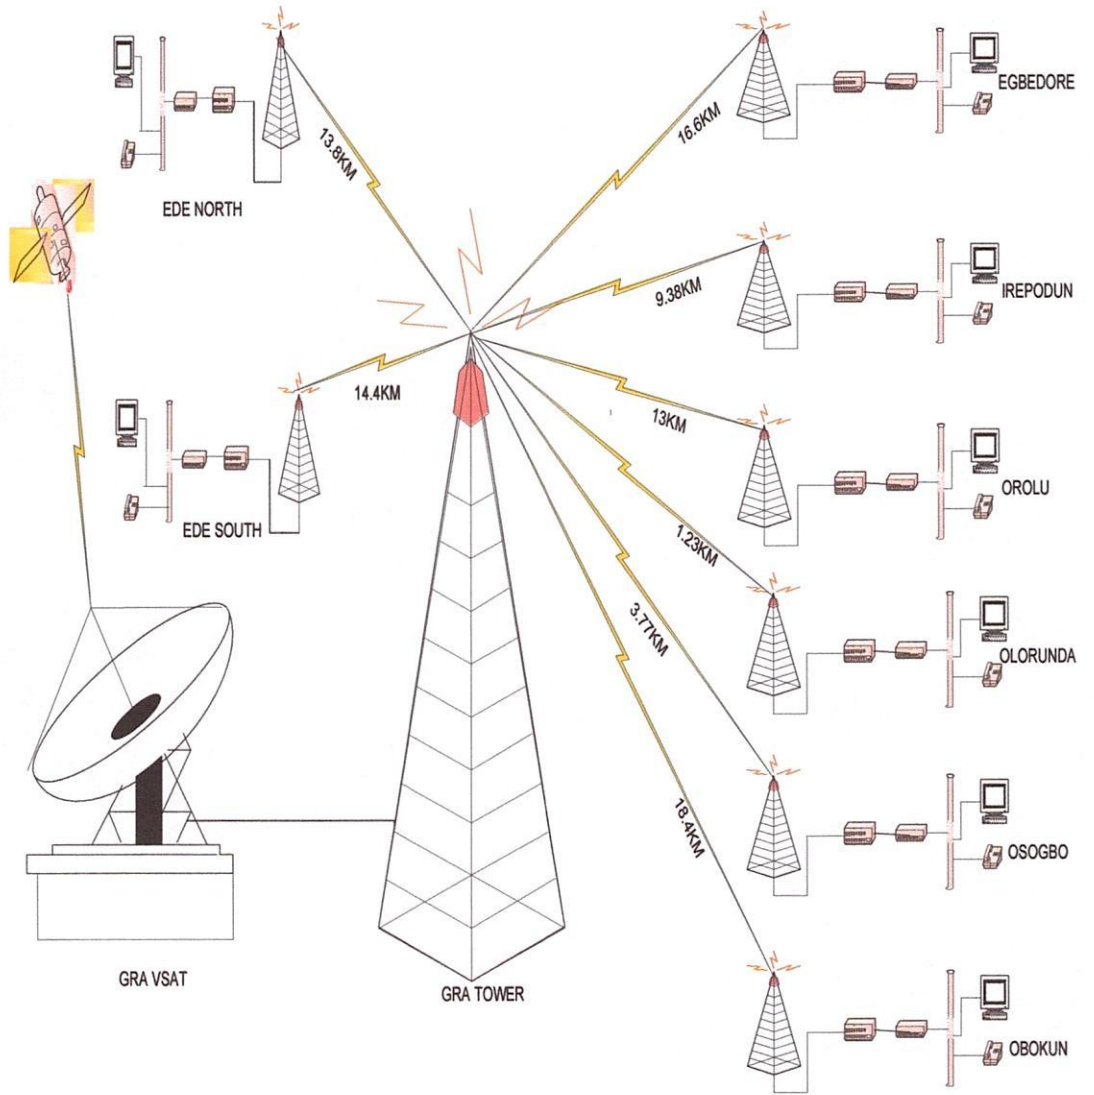 EGBEDORE
13.8KM
16.6KM
EDE NORTH
9.38KM
IREPODUN
14.4KM
13KM
OROLU
EDE SOUTH
1.23KM
3.77KM
OLORUNDA
18.4KM
OSOGBO
GRA VSAT
GRA TOWER
OBOKUN